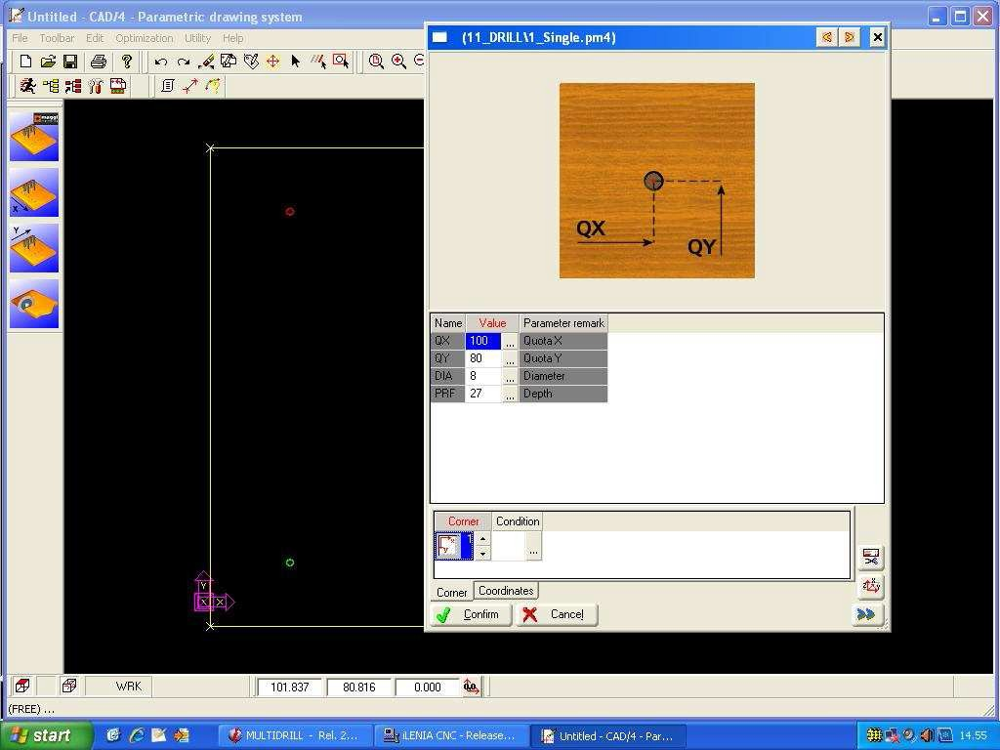 Untitled - CAD/4 - Parametric drawing system
File Toolbar Edit Optimization Utility Help
(11_DRILL\1_Single.pm4)
X
Y
QX
QY
Name Value Parameter remark
QX 100 ... Quota X
QY 80 ... Quota Y
DIA 8 ... Diameter
PRF 27 ... Depth
Corner Condition
1 ...
Corner Coordinates
Confirm Cancel
Y
X X
WRK 101.837 80.816 0.000
(FREE) ...
start MULTIDRILL - Rel. 2... iLENIA CNC - Release... Untitled - CAD/4 - Par... 14.55